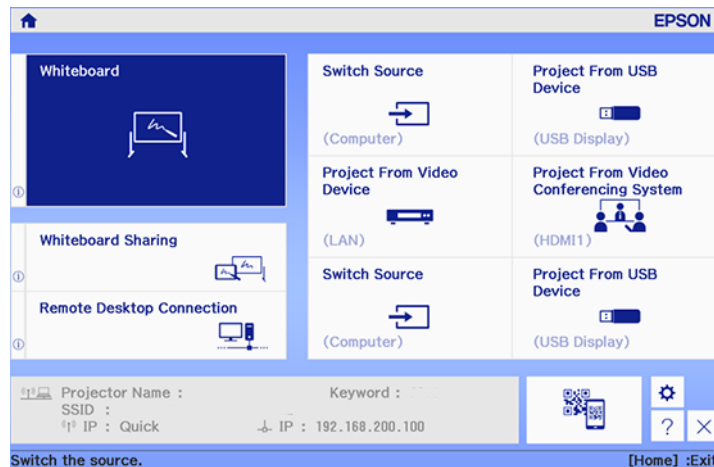 EPSON
Whiteboard
Whiteboard Sharing
Remote Desktop Connection
Switch Source
(Computer)
Project From USB
Device
(USB Display)
Project From Video
Device
(LAN)
Project From Video
Conferencing System
(HDMI1)
Switch Source
(Computer)
Project From USB
Device
(USB Display)
Projector Name :
Keyword :
SSID :
IP : Quick
IP : 192.168.200.100
?
Switch the source.
[Home] :Exit